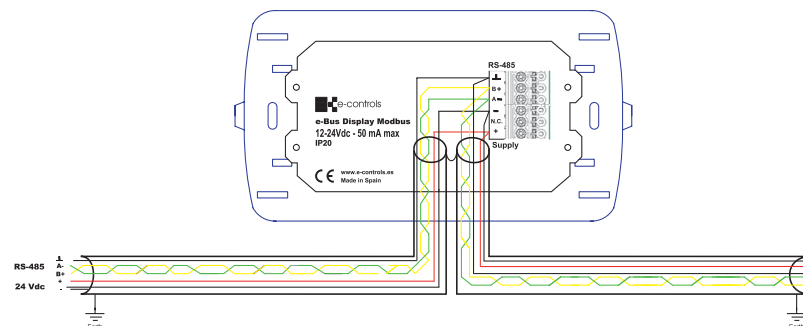 RS-485
B+
A-
-
N.C.
+
Supply
e-controls
e-Bus Display Modbus
12-24Vdc - 50 mA max
IP20
CE www.e-controls.es
Made in Spain
RS-485
A-
B+
+
24 Vdc
-